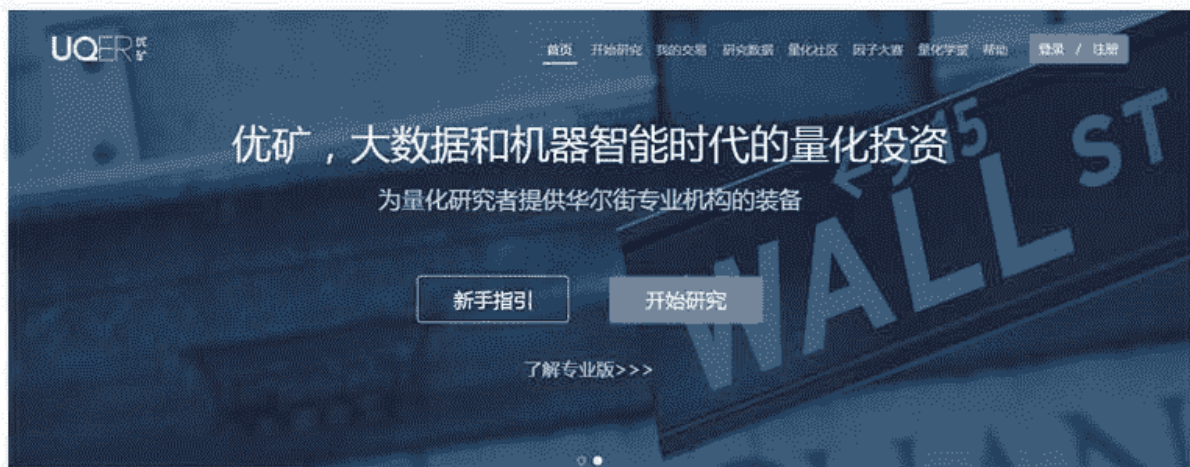 UQER优矿
首页 开始研究 我的交易 研究数据 量化社区 因子大赛 量化学堂 帮助 登录 / 注册
优矿，大数据和机器智能时代的量化投资
为量化研究者提供华尔街专业机构的装备
新手指引 开始研究
了解专业版>>>
←15
WALL ST